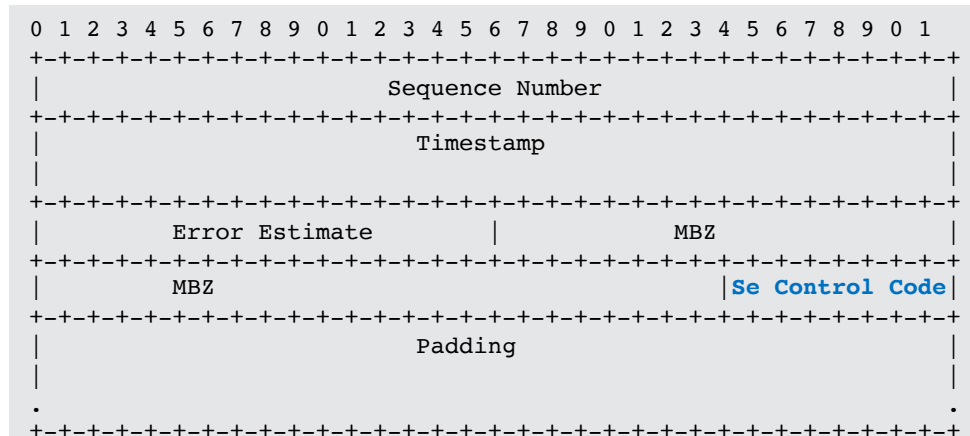 0 1 2 3 4 5 6 7 8 9 0 1 2 3 4 5 6 7 8 9 0 1 2 3 4 5 6 7 8 9 0 1
+-+-+-+-+-+-+-+-+-+-+-+-+-+-+-+-+-+-+-+-+-+-+-+-+-+-+-+-+-+-+-+-+
|                        Sequence Number                        |
+-+-+-+-+-+-+-+-+-+-+-+-+-+-+-+-+-+-+-+-+-+-+-+-+-+-+-+-+-+-+-+-+
|                          Timestamp                            |
|                                                               |
+-+-+-+-+-+-+-+-+-+-+-+-+-+-+-+-+-+-+-+-+-+-+-+-+-+-+-+-+-+-+-+-+
|         Error Estimate        |            MBZ                |
+-+-+-+-+-+-+-+-+-+-+-+-+-+-+-+-+-+-+-+-+-+-+-+-+-+-+-+-+-+-+-+-+
|         MBZ                                   |Se Control Code|
+-+-+-+-+-+-+-+-+-+-+-+-+-+-+-+-+-+-+-+-+-+-+-+-+-+-+-+-+-+-+-+-+
|                          Padding                              |
|                                                               |
.                                                               .
+-+-+-+-+-+-+-+-+-+-+-+-+-+-+-+-+-+-+-+-+-+-+-+-+-+-+-+-+-+-+-+-+